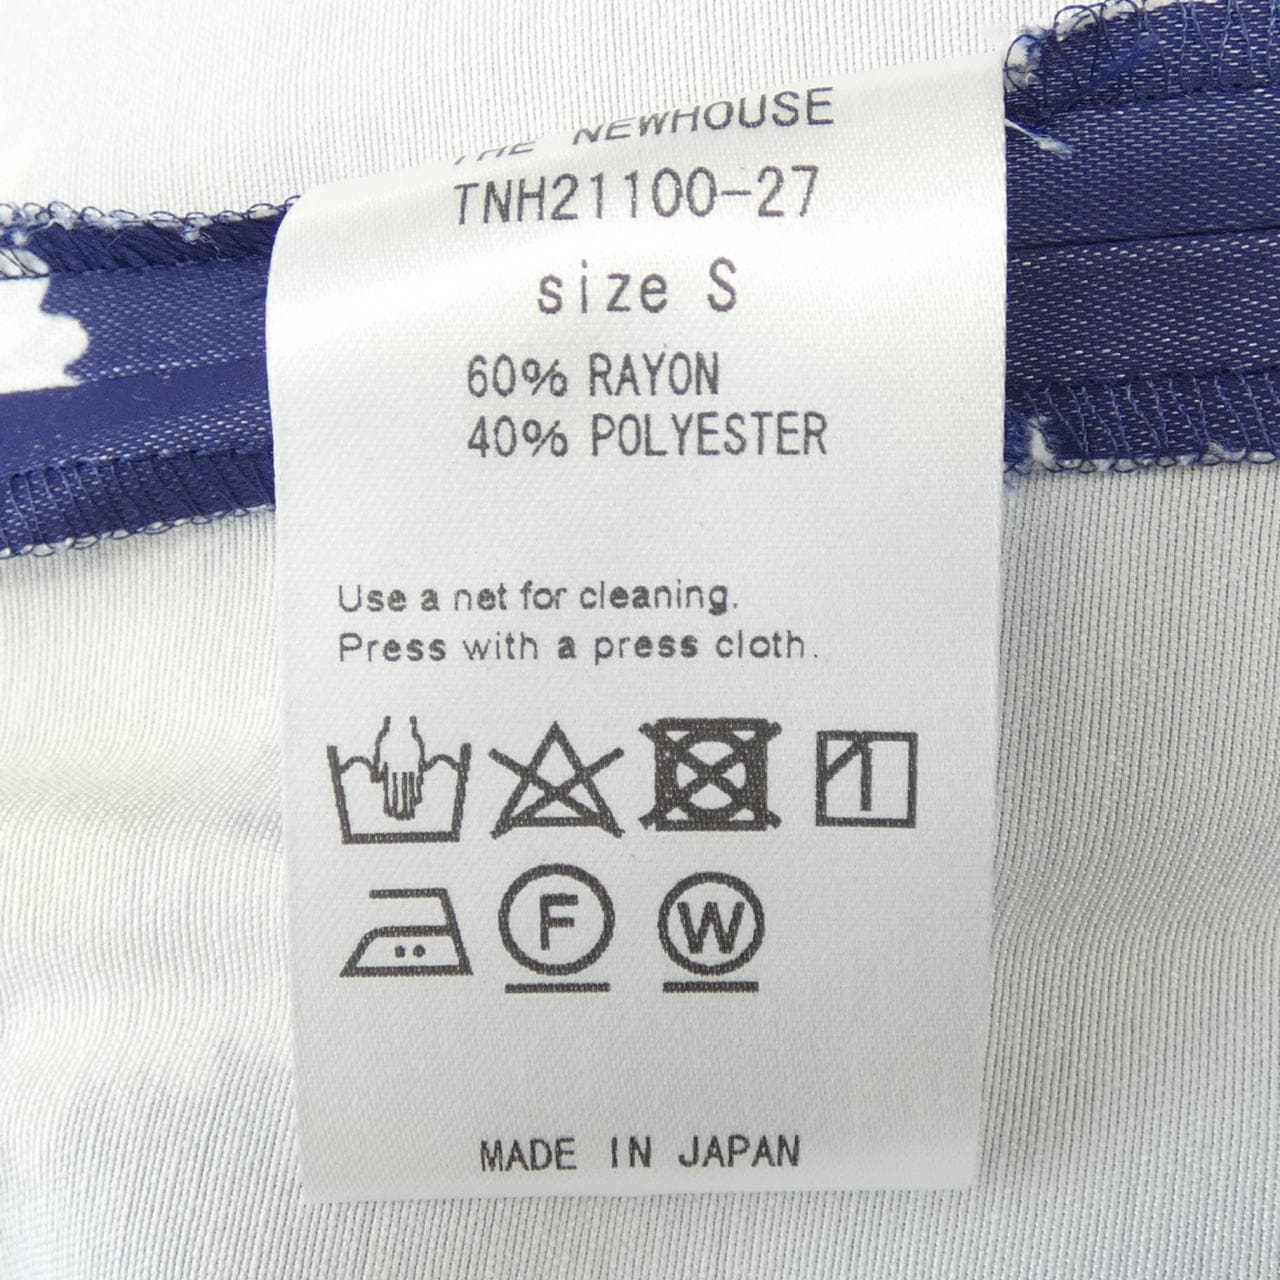 THE NEWHOUSE
TNH21100-27
size S
60% RAYON
40% POLYESTER
Use a net for cleaning.
Press with a press cloth.
F W
MADE IN JAPAN